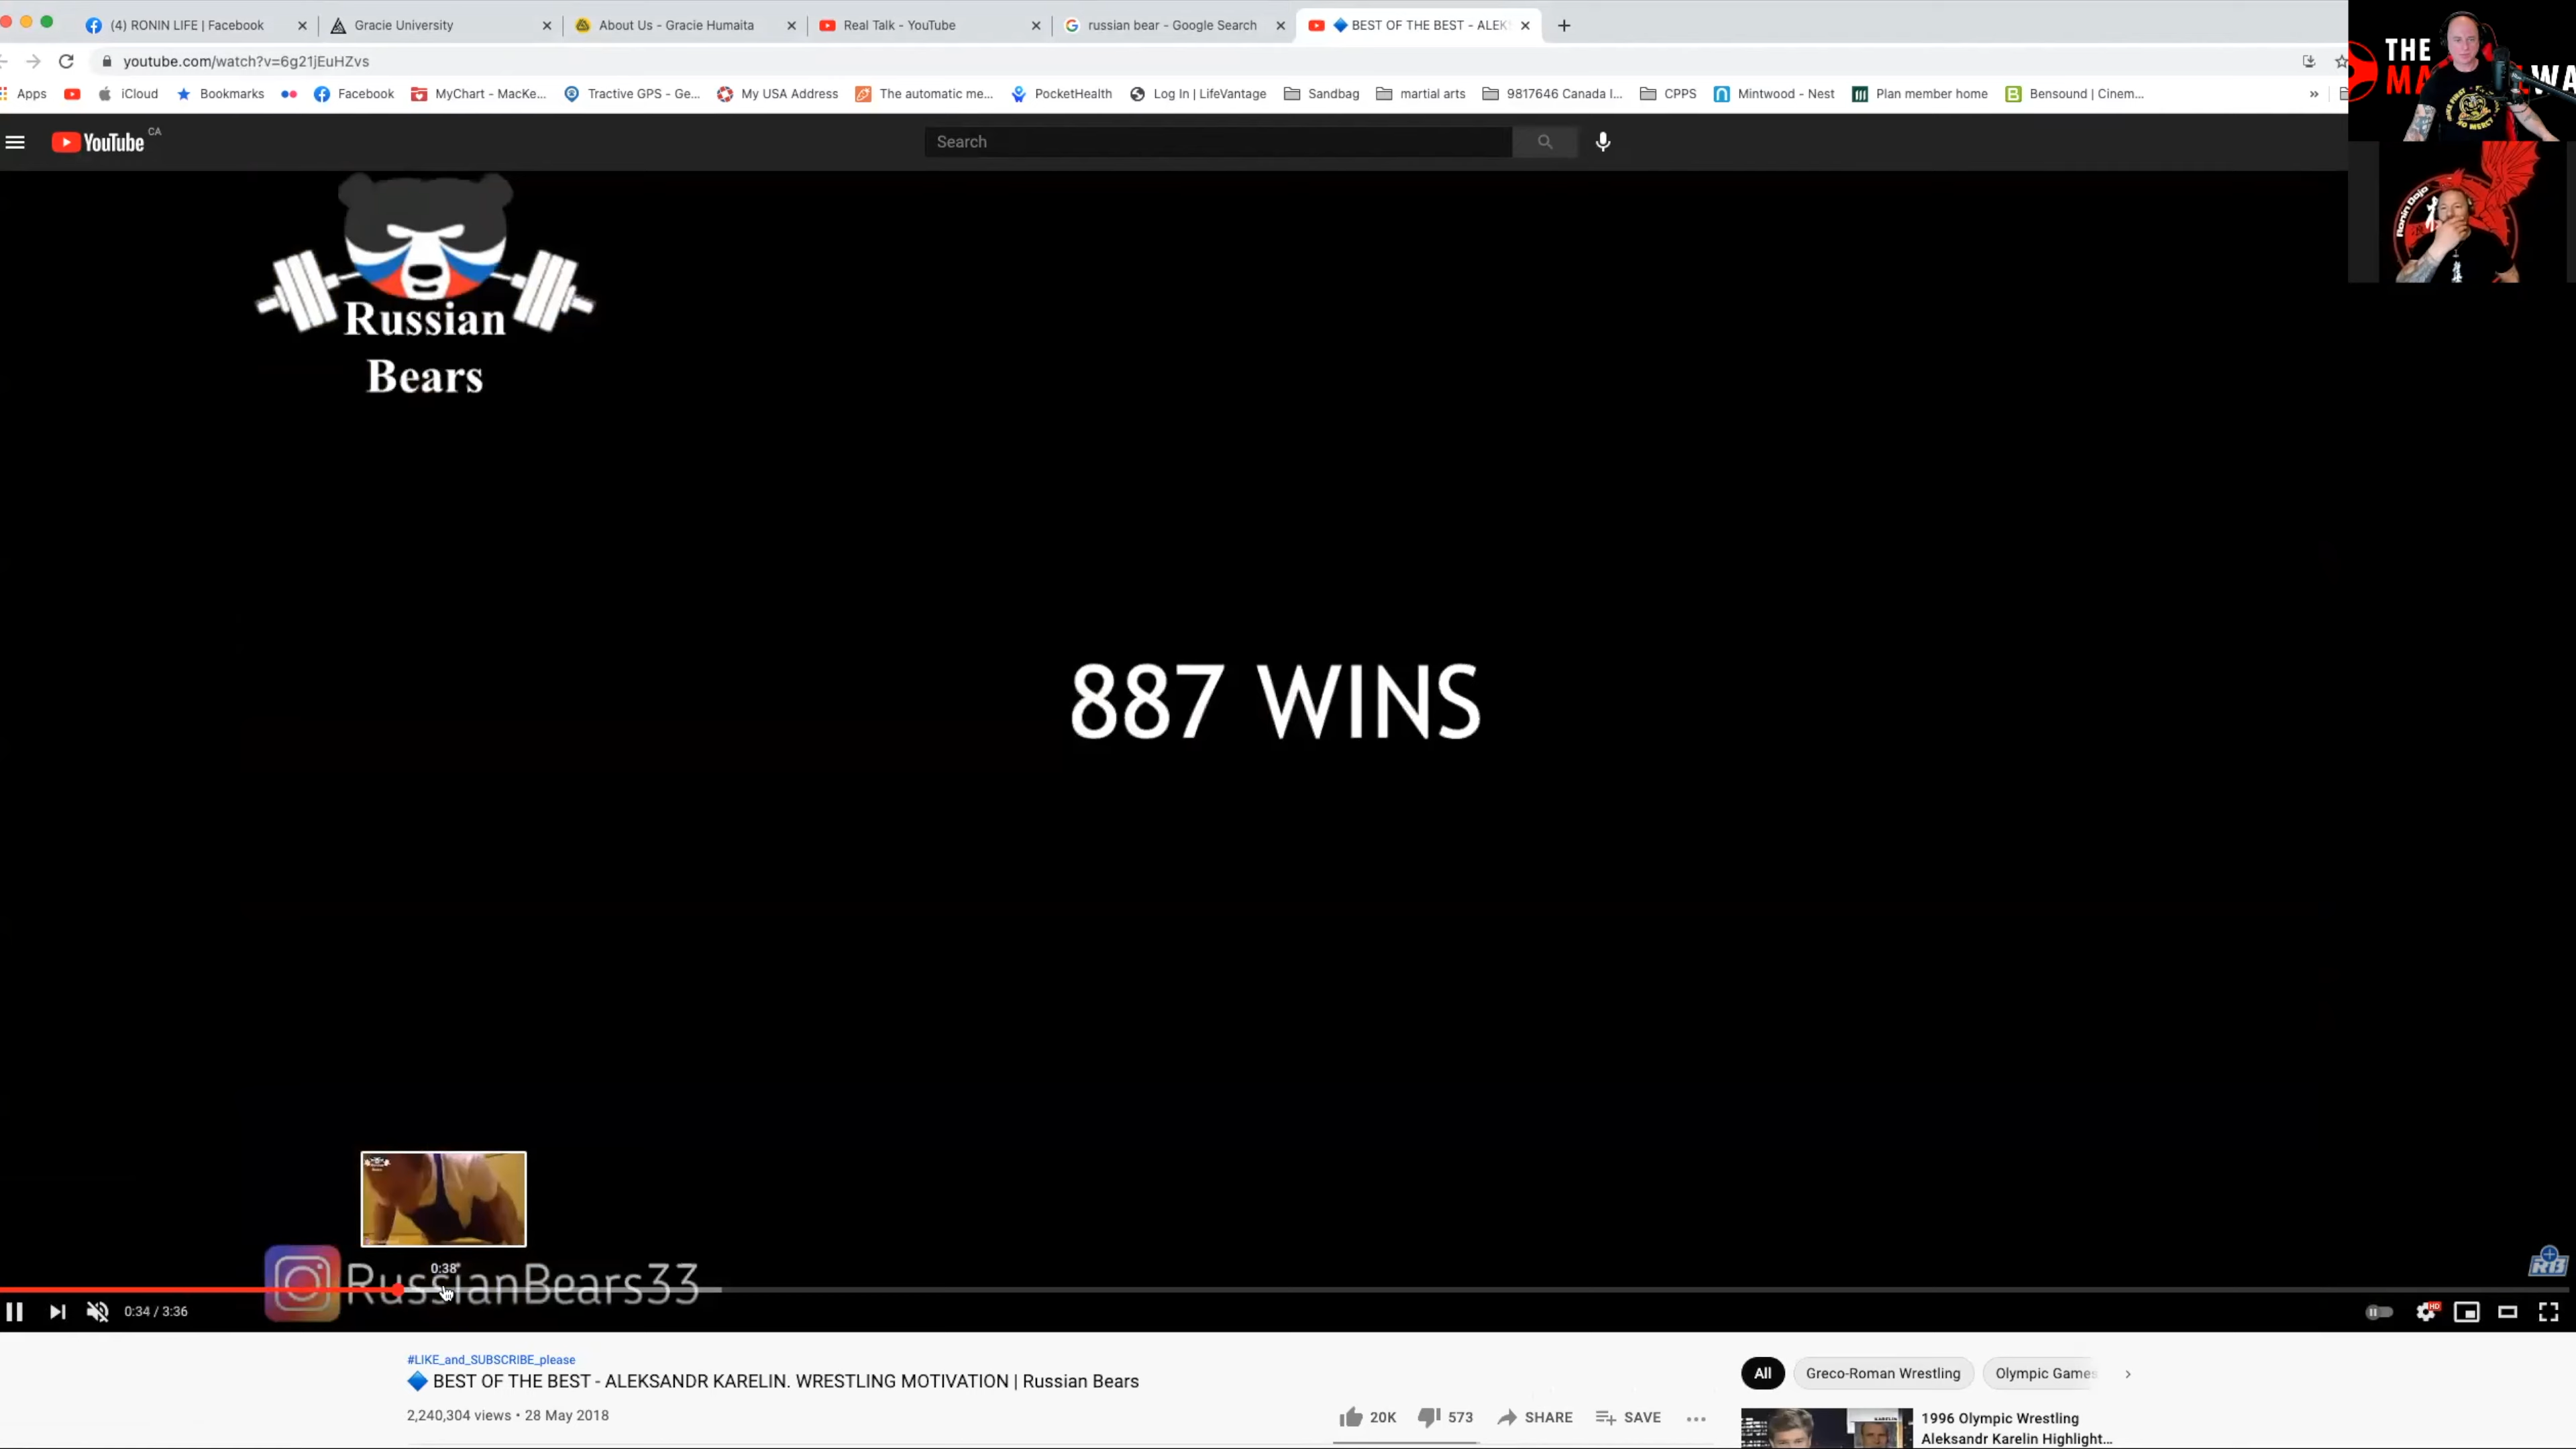 (4) RONIN LIFE | Facebook
Gracie University
About Us - Gracie Humaita
Real Talk - YouTube
russian bear - Google Search
🔷 BEST OF THE BEST - ALEK
youtube.com/watch?v=6g21jEuHZvs
Apps
iCloud
Bookmarks
Facebook
MyChart - MacKe...
Tractive GPS - Ge...
My USA Address
The automatic me...
PocketHealth
Log In | LifeVantage
Sandbag
martial arts
9817646 Canada I...
CPPS
Mintwood - Nest
Plan member home
Bensound | Cinem...
»
THE
YouTube CA
Search
Ronin Dojo
Russian
Bears
887 WINS
0:38
RussianBears33
RB
0:34 / 3:36
HD
#LIKE_and_SUBSCRIBE_please
🔷 BEST OF THE BEST - ALEKSANDR KARELIN. WRESTLING MOTIVATION | Russian Bears
2,240,304 views • 28 May 2018
20K
573
SHARE
SAVE
All
Greco-Roman Wrestling
Olympic Games
1996 Olympic Wrestling
Aleksandr Karelin Highlight...